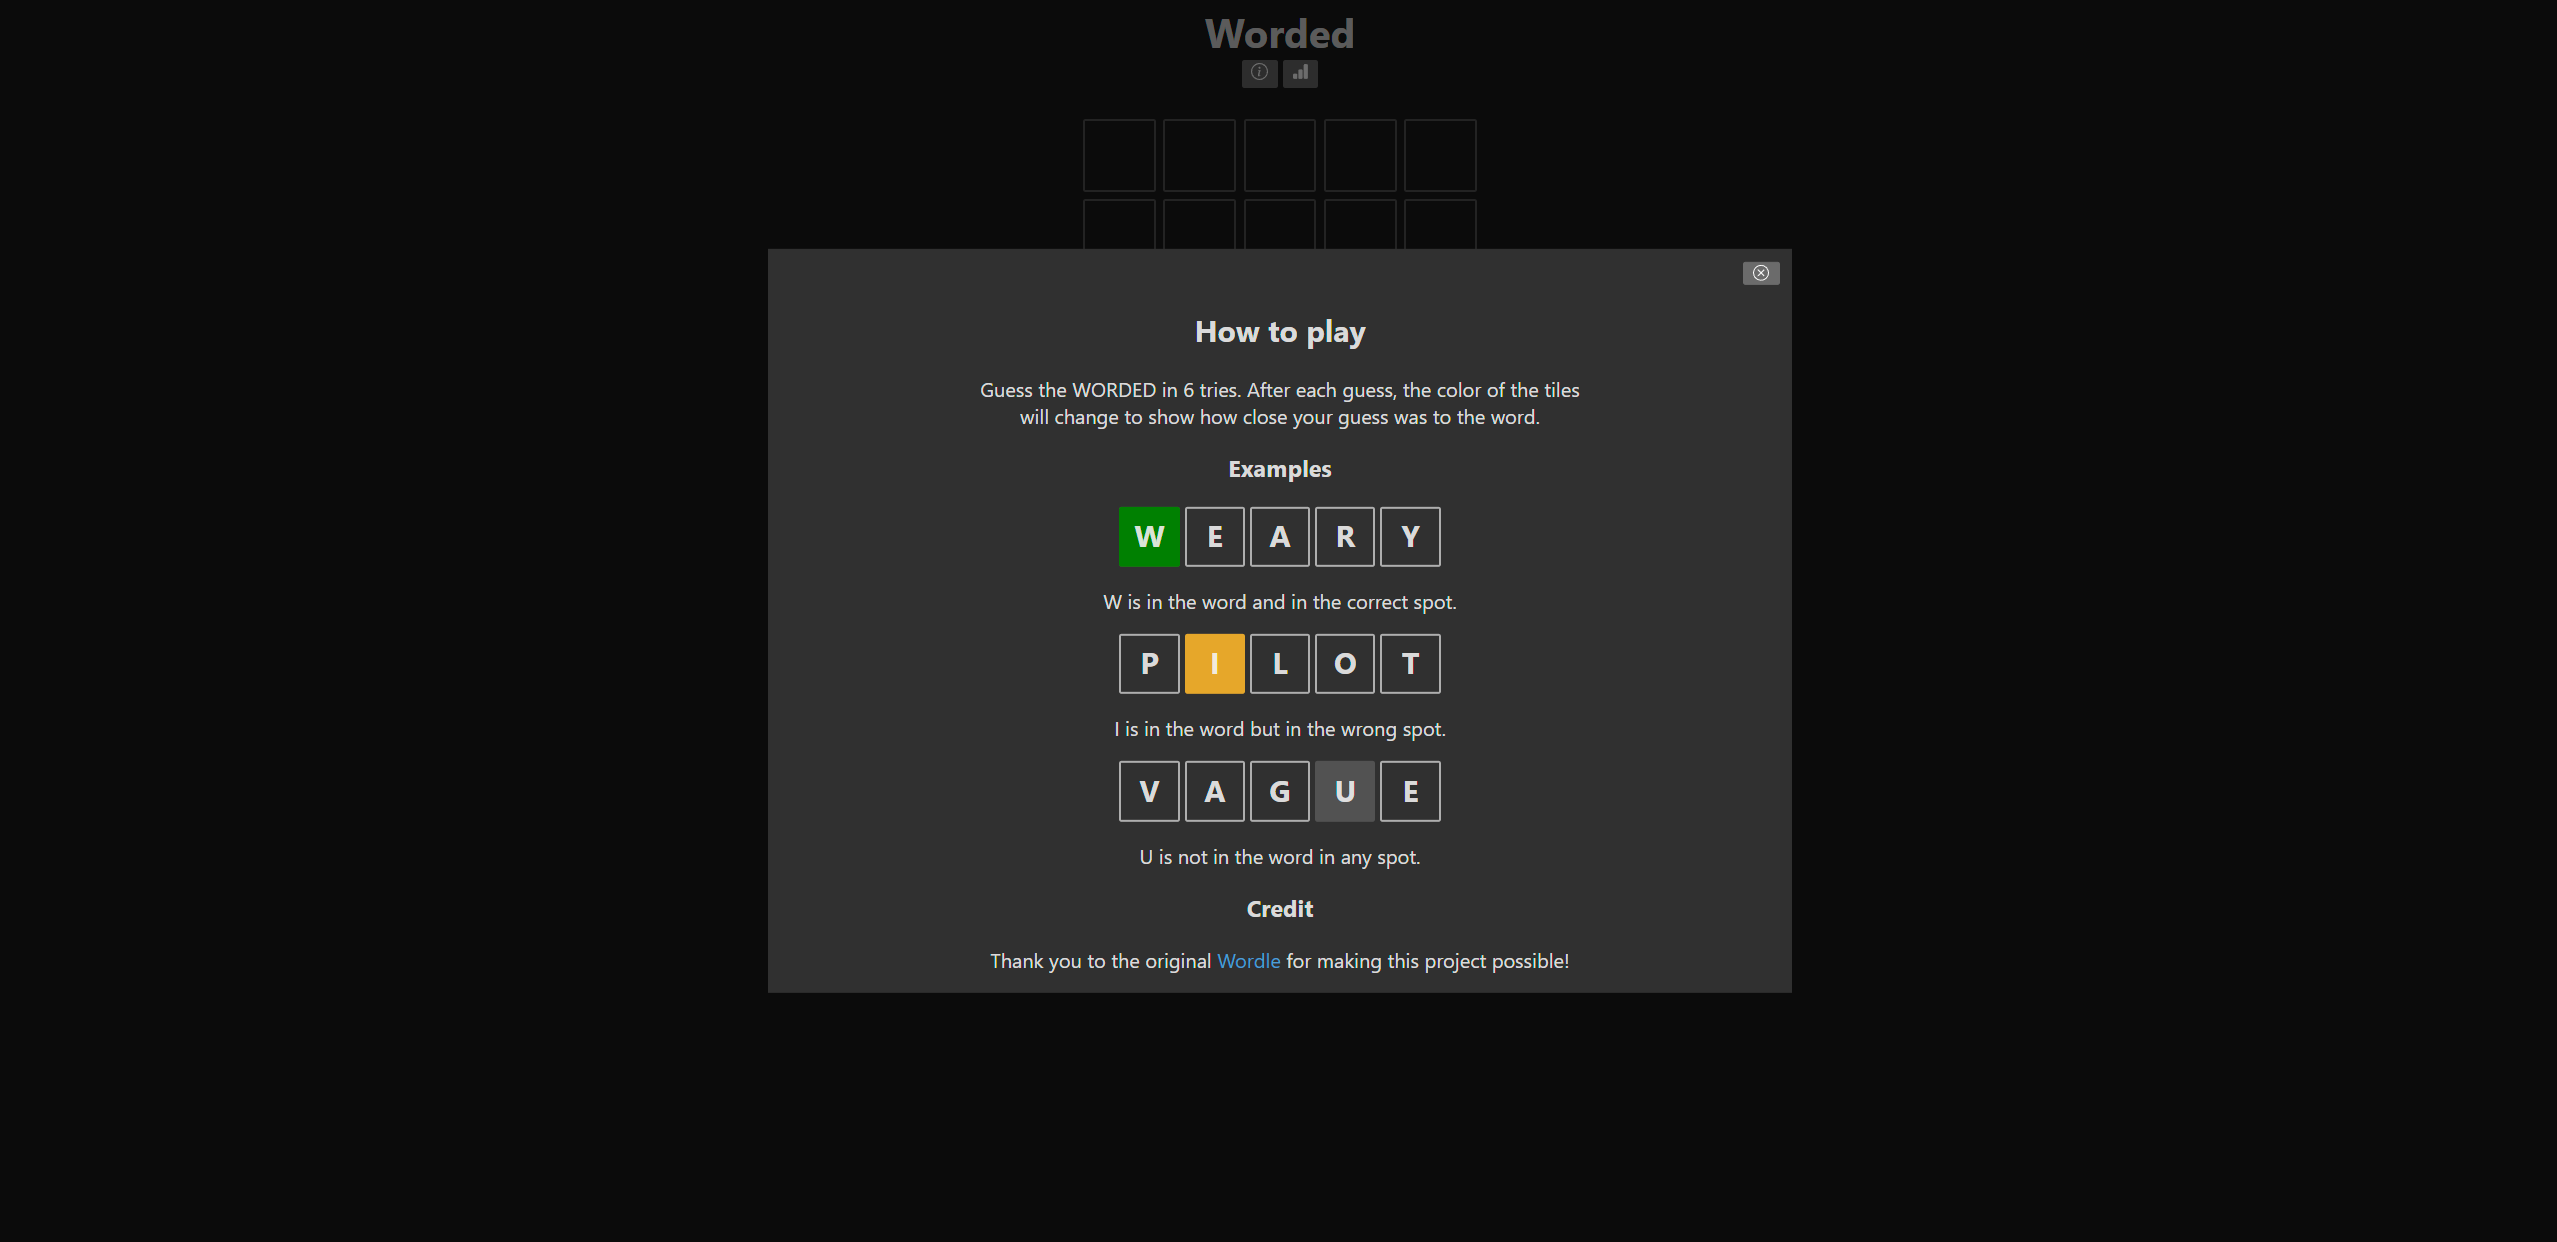 Worded
How to play
Guess the WORDED in 6 tries. After each guess, the color of the tiles
will change to show how close your guess was to the word.
Examples
W E A R Y
W is in the word and in the correct spot.
P I L O T
I is in the word but in the wrong spot.
V A G U E
U is not in the word in any spot.
Credit
Thank you to the original Wordle for making this project possible!